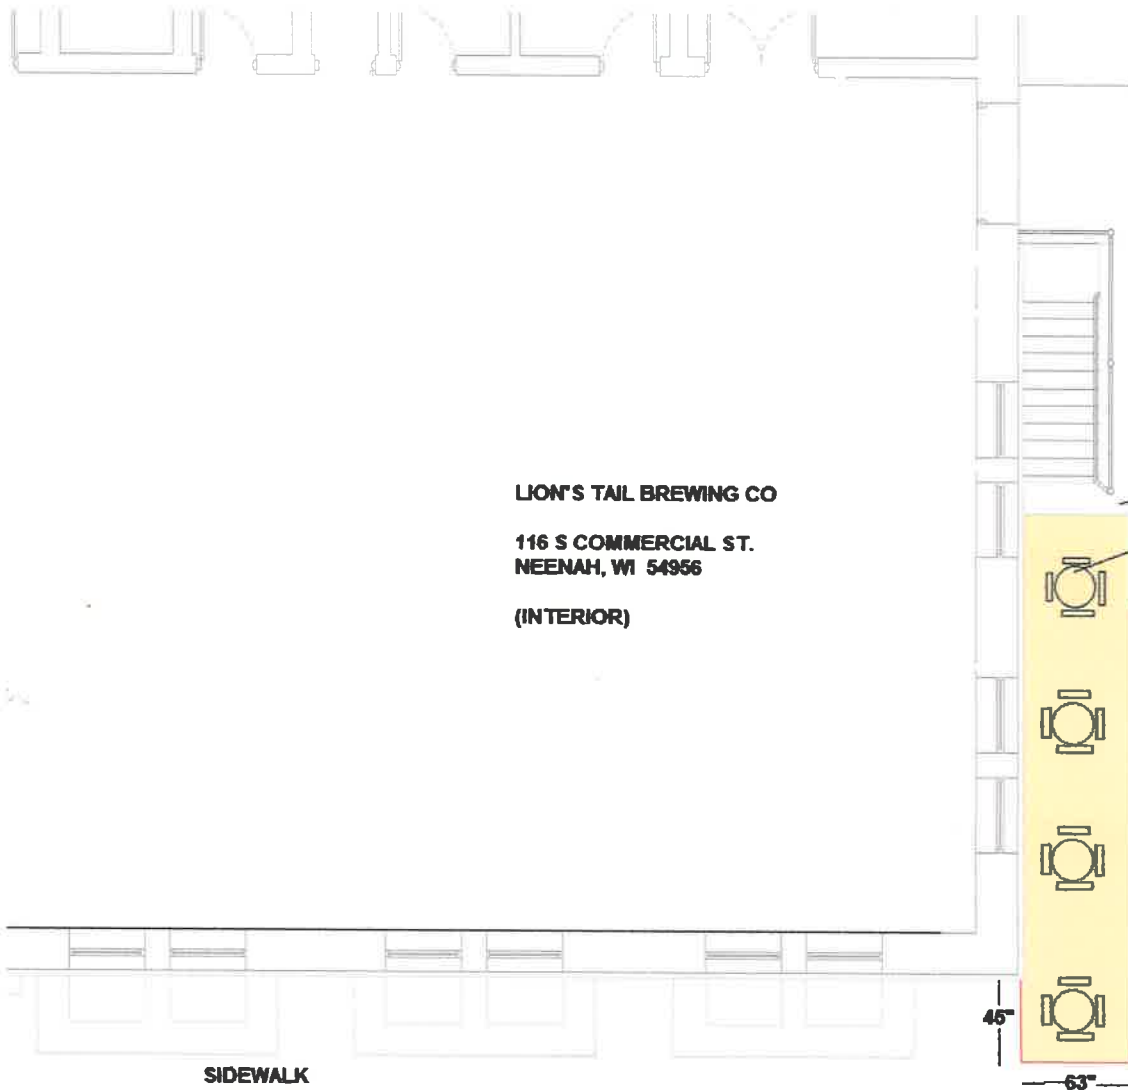 LION'S TAIL BREWING CO
116 S COMMERCIAL ST.
NEENAH, WI 54956
(INTERIOR)
45"
SIDEWALK
63"